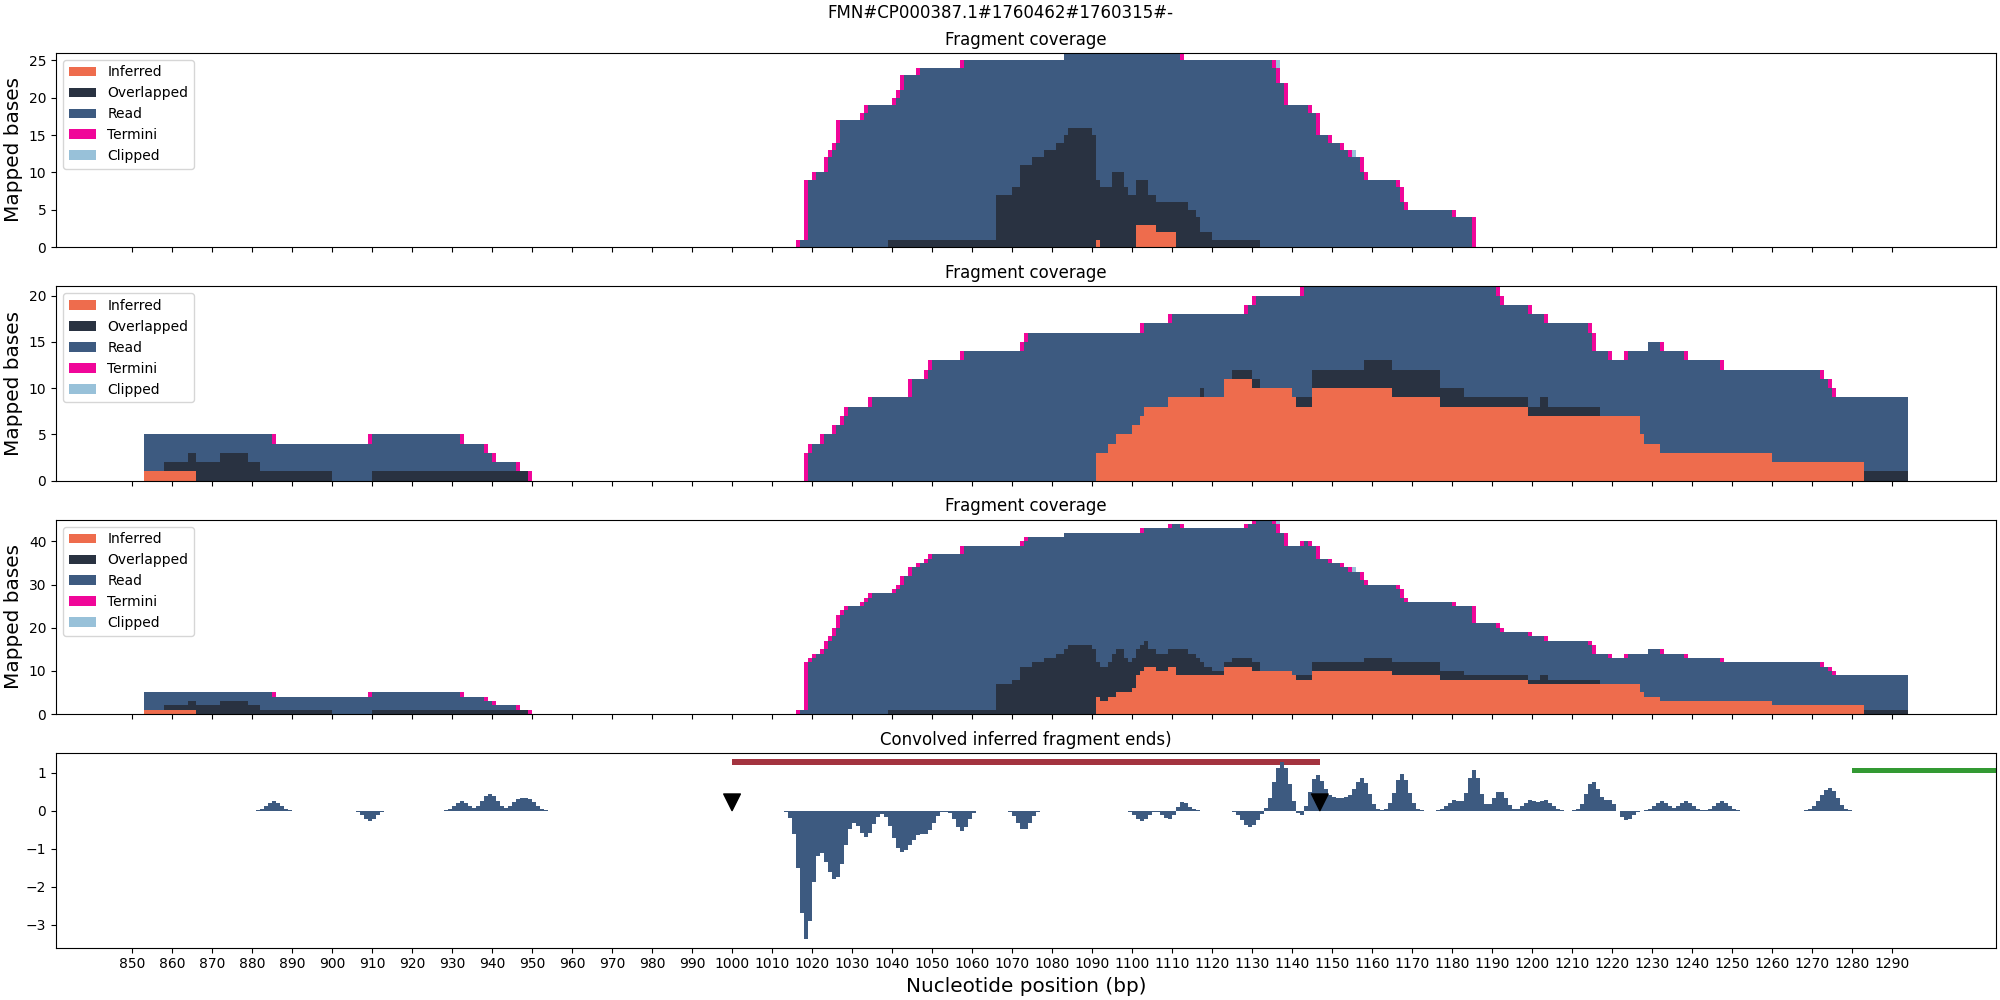 FMN#CP000387.1#1760462#1760315#-
Fragment coverage
Mapped bases
25
20
15
10
5
0
Inferred
Overlapped
Read
Termini
Clipped
Fragment coverage
Mapped bases
20
15
10
5
0
Inferred
Overlapped
Read
Termini
Clipped
Fragment coverage
Mapped bases
40
30
20
10
0
Inferred
Overlapped
Read
Termini
Clipped
Convolved inferred fragment ends)
1
0
−1
−2
−3
850 860 870 880 890 900 910 920 930 940 950 960 970 980 990 1000 1010 1020 1030 1040 1050 1060 1070 1080 1090 1100 1110 1120 1130 1140 1150 1160 1170 1180 1190 1200 1210 1220 1230 1240 1250 1260 1270 1280 1290
Nucleotide position (bp)